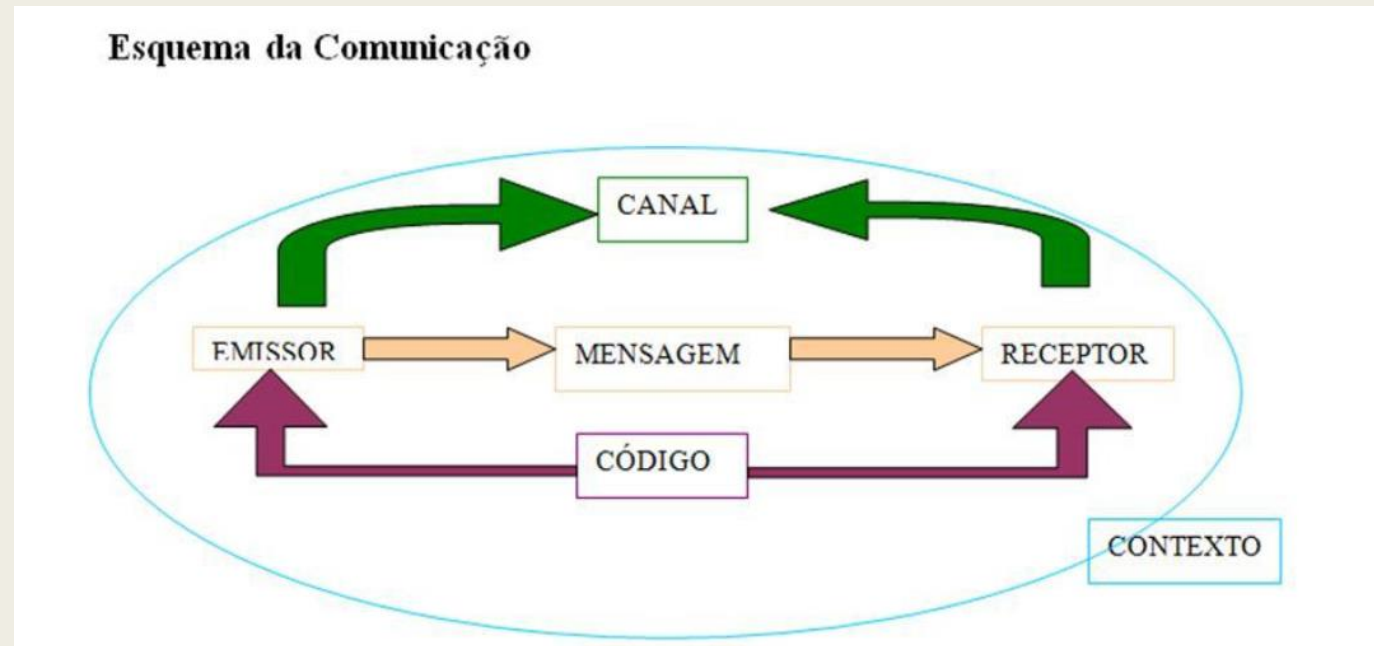 Esquema da Comunicação
CANAL
EMISSOR
MENSAGEM
RECEPTOR
CÓDIGO
CONTEXTO